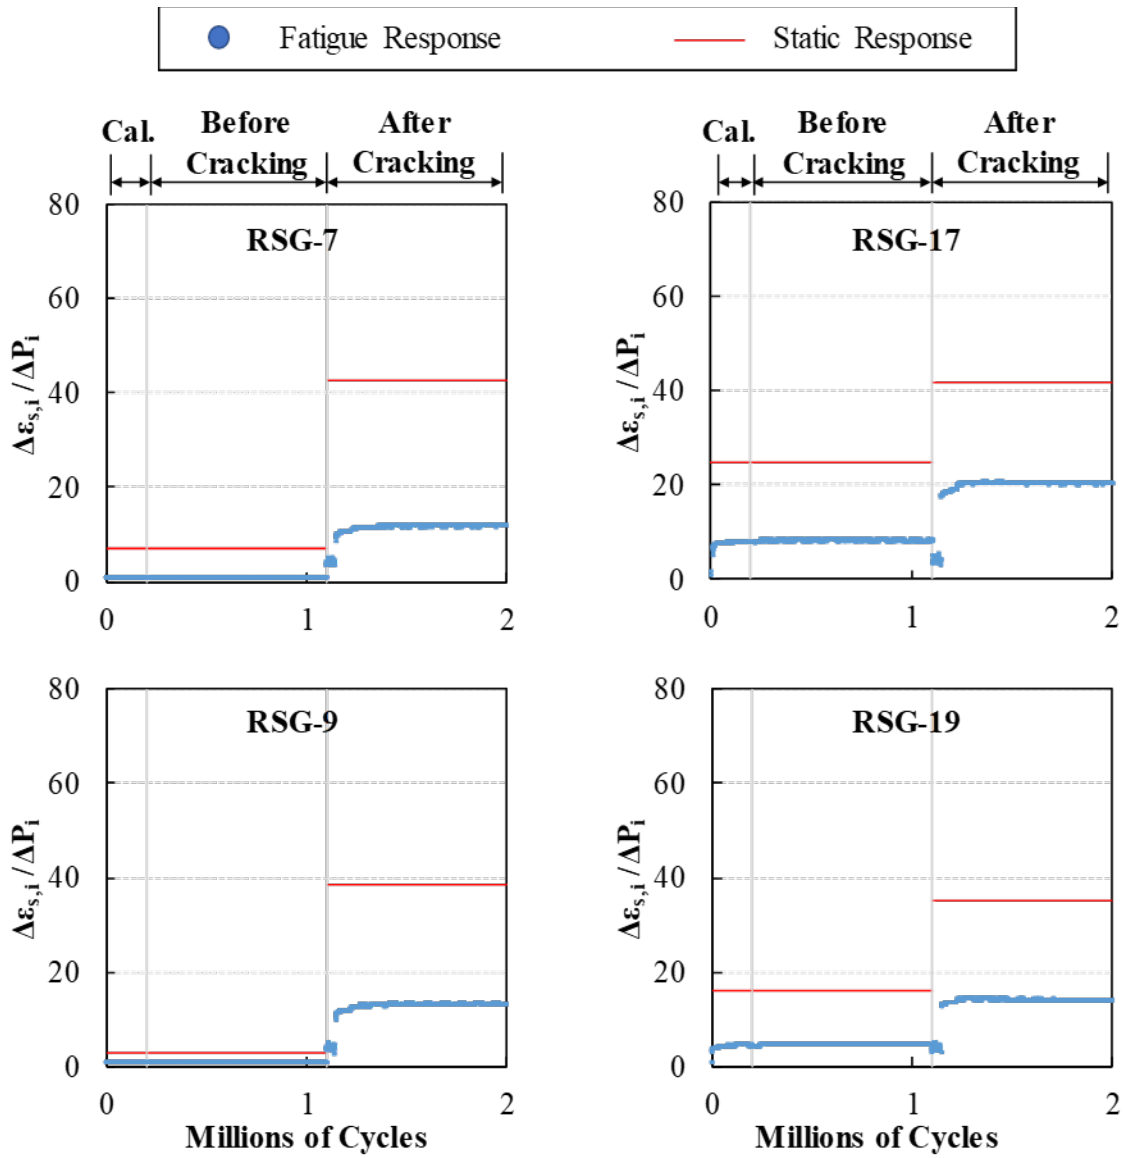 Fatigue Response
Static Response
Cal.
Before
Cracking
After
Cracking
Cal.
Before
Cracking
After
Cracking
RSG-7
80
60
40
20
0
Δεs,i / ΔPi
0
1
2
RSG-17
80
60
40
20
0
Δεs,i / ΔPi
0
1
2
RSG-9
80
60
40
20
0
Δεs,i / ΔPi
0
1
2
Millions of Cycles
RSG-19
80
60
40
20
0
Δεs,i / ΔPi
0
1
2
Millions of Cycles